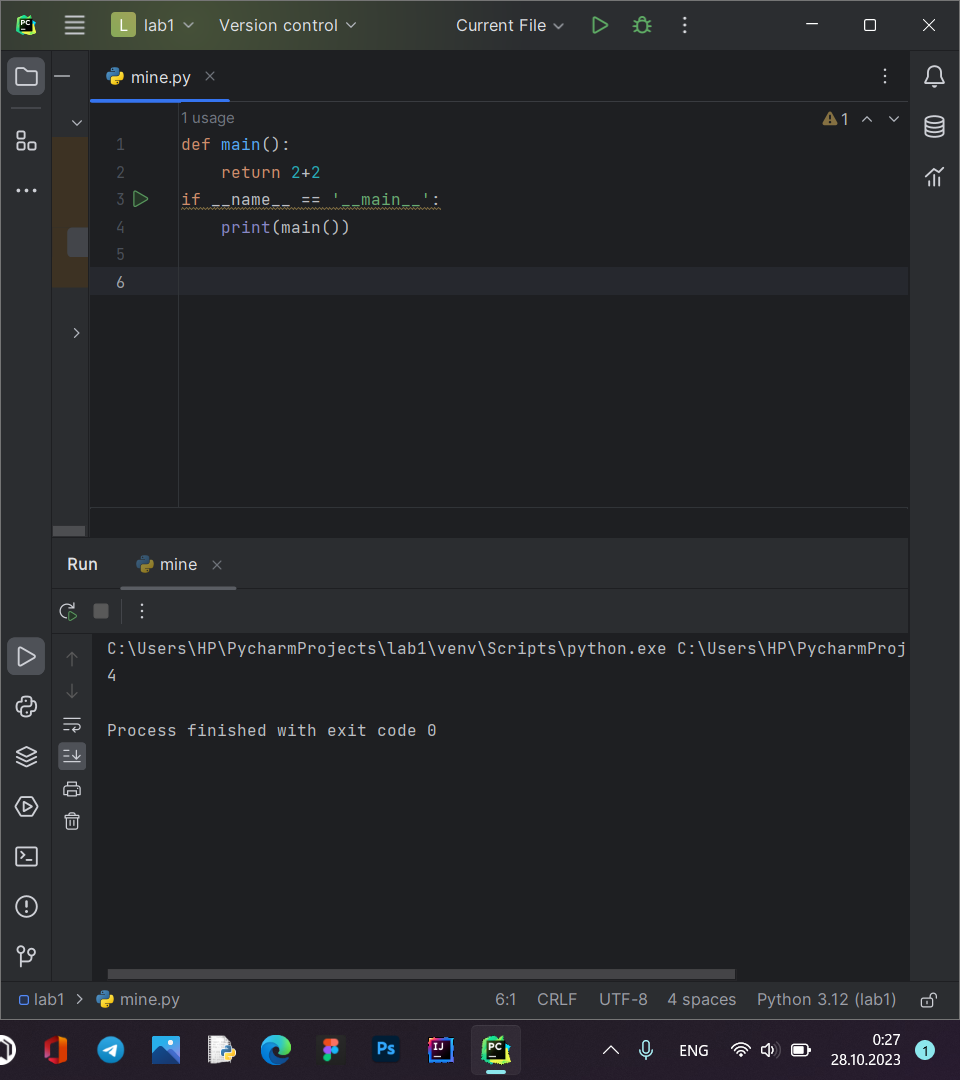 L lab1 Version control Current File
mine.py
1 usage
1
1 def main():
2     return 2+2
3 if __name__ == '__main__':
4     print(main())
5
6
Run mine
C:\Users\HP\PycharmProjects\lab1\venv\Scripts\python.exe C:\Users\HP\PycharmProj
4
Process finished with exit code 0
lab1 > mine.py 6:1 CRLF UTF-8 4 spaces Python 3.12 (lab1)
Ps IJ PC ENG 0:27
28.10.2023 1